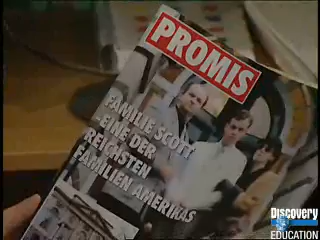 PROMIS
FAMILIE SCOTT
EINE DER
REICHSTEN
FAMILIEN AMERIKAS
Discovery
EDUCATION